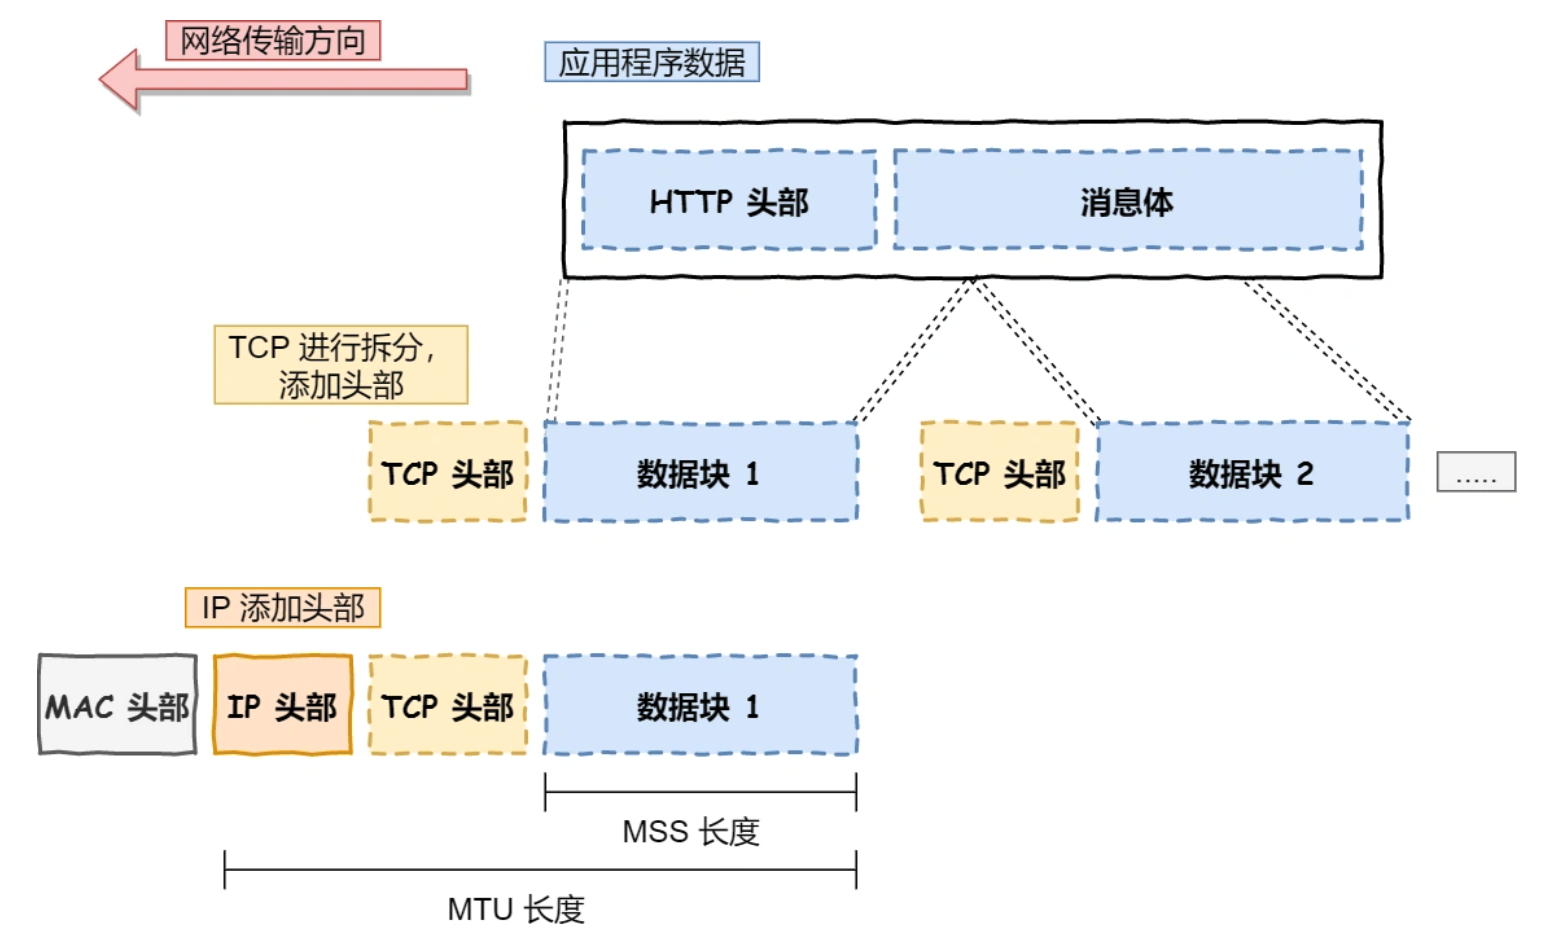 网络传输方向
应用程序数据
HTTP 头部
消息体
TCP 进行拆分，
添加头部
TCP 头部
数据块 1
TCP 头部
数据块 2
.....
IP 添加头部
MAC 头部
IP 头部
TCP 头部
数据块 1
MSS 长度
MTU 长度